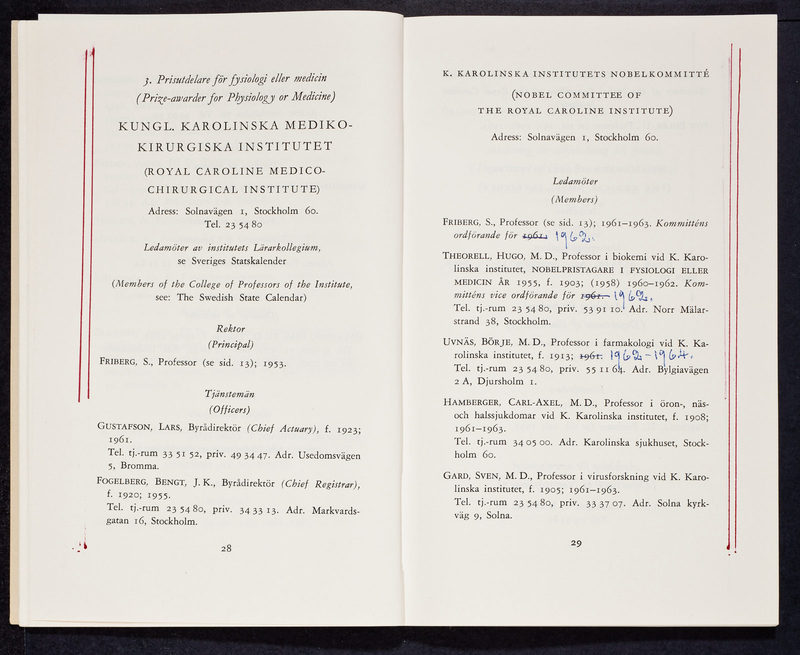 3. Prisutdelare för fysiologi eller medicin
(Prize-awarder for Physiology or Medicine)
KUNGL. KAROLINSKA MEDIKO-
KIRURGISKA INSTITUTET
(ROYAL CAROLINE MEDICO-
CHIRURGICAL INSTITUTE)
Adress: Solnavägen 1, Stockholm 60.
Tel. 23 54 80
Ledamöter av institutets Lärarkollegium,
se Sveriges Statskalender
(Members of the College of Professors of the Institute,
see: The Swedish State Calendar)
Rektor
(Principal)
FRIBERG, S., Professor (se sid. 13); 1953.
Tjänstemän
(Officers)
GUSTAFSON, LARS, Byrådirektör (Chief Actuary), f. 1923;
1961.
Tel. tj.-rum 33 51 52, priv. 49 34 47. Adr. Usedomsvägen
5, Bromma.
FOGELBERG, BENGT, J. K., Byrådirektör (Chief Registrar),
f. 1920; 1955.
Tel. tj.-rum 23 54 80, priv. 34 33 13. Adr. Markvards-
gatan 16, Stockholm.
28
K. KAROLINSKA INSTITUTETS NOBELKOMMITTÉ
(NOBEL COMMITTEE OF
THE ROYAL CAROLINE INSTITUTE)
Adress: Solnavägen 1, Stockholm 60.
Ledamöter
(Members)
FRIBERG, S., Professor (se sid. 13); 1961–1963. Kommitténs
ordförande för 1961. 1962.
THEORELL, HUGO, M. D., Professor i biokemi vid K. Karo-
linska institutet, NOBELPRISTAGARE I FYSIOLOGI ELLER
MEDICIN ÅR 1955, f. 1903; (1958) 1960–1962. Kom-
mitténs vice ordförande för 1961. 1962.
Tel. tj.-rum 23 54 80, priv. 53 91 10. Adr. Norr Mälar-
strand 38, Stockholm.
UVNÄS, BÖRJE, M. D., Professor i farmakologi vid K. Ka-
rolinska institutet, f. 1913; 1961. 1962–1964.
Tel. tj.-rum 23 54 80, priv. 55 11 64. Adr. Bylgiavägen
2 A, Djursholm 1.
HAMBERGER, CARL-AXEL, M. D., Professor i öron-, näs-
och halssjukdomar vid K. Karolinska institutet, f. 1908;
1961–1963.
Tel. tj.-rum 34 05 00. Adr. Karolinska sjukhuset, Stock-
holm 60.
GARD, SVEN, M. D., Professor i virusforskning vid K. Karo-
linska institutet, f. 1905; 1961–1963.
Tel. tj.-rum 23 54 80, priv. 33 37 07. Adr. Solna kyrk-
väg 9, Solna.
29